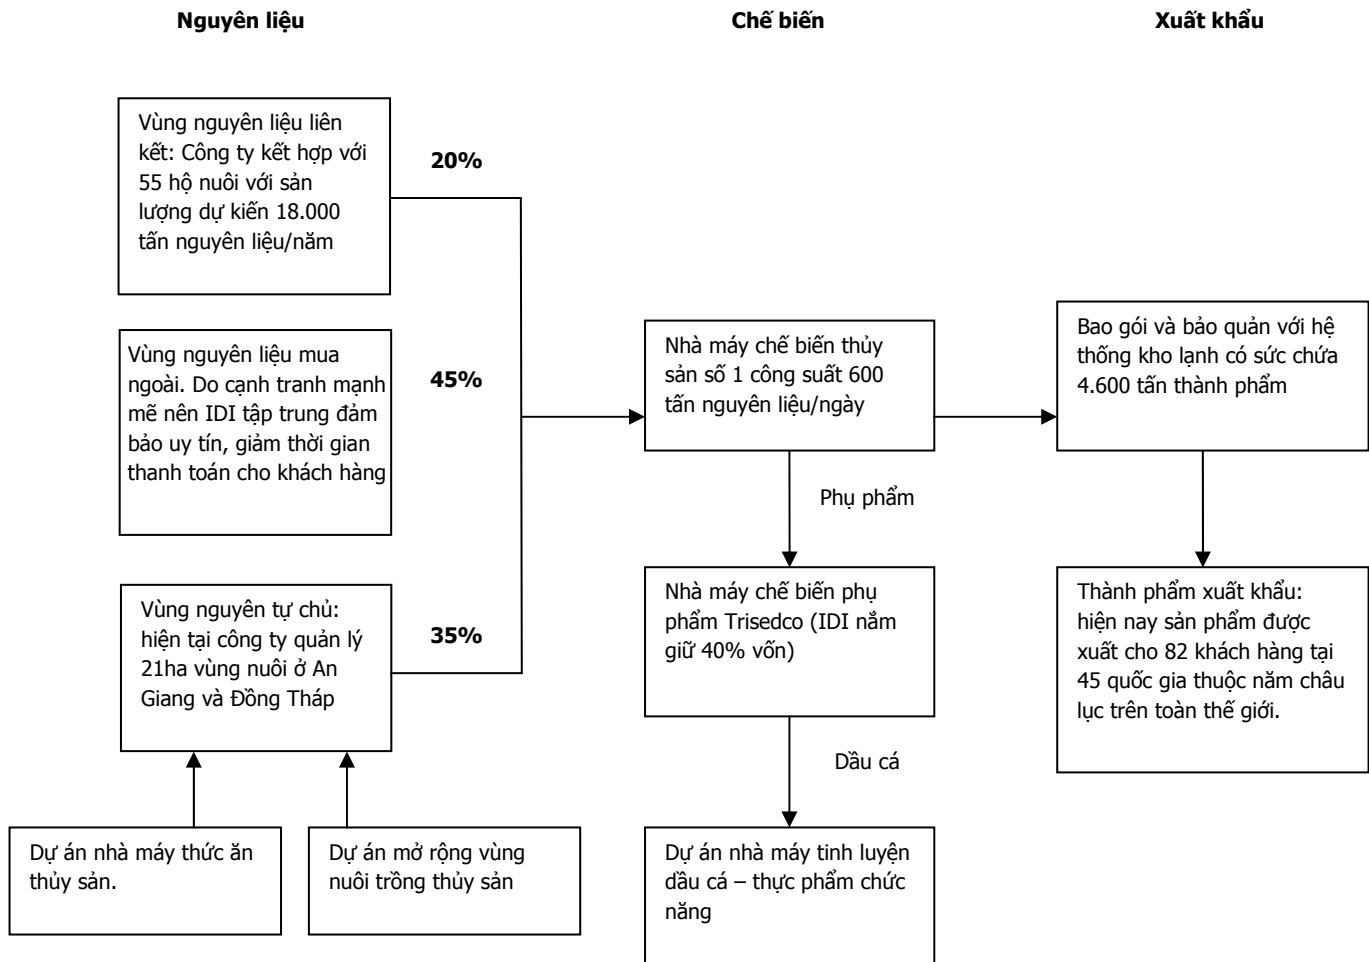 Nguyên liệu
Chế biến
Xuất khẩu
Vùng nguyên liệu liên
kết: Công ty kết hợp với
55 hộ nuôi với sản
lượng dự kiến 18.000
tấn nguyên liệu/năm
20%
Vùng nguyên liệu mua
ngoài. Do cạnh tranh mạnh
mẽ nên IDI tập trung đảm
bảo uy tín, giảm thời gian
thanh toán cho khách hàng
45%
Vùng nguyên tự chủ:
hiện tại công ty quản lý
21ha vùng nuôi ở An
Giang và Đồng Tháp
35%
Dự án nhà máy thức ăn
thủy sản.
Dự án mở rộng vùng
nuôi trồng thủy sản
Nhà máy chế biến thủy
sản số 1 công suất 600
tấn nguyên liệu/ngày
Phụ phẩm
Nhà máy chế biến phụ
phẩm Trisedco (IDI nắm
giữ 40% vốn)
Dầu cá
Dự án nhà máy tinh luyện
dầu cá – thực phẩm chức
năng
Bao gói và bảo quản với hệ
thống kho lạnh có sức chứa
4.600 tấn thành phẩm
Thành phẩm xuất khẩu:
hiện nay sản phẩm được
xuất cho 82 khách hàng tại
45 quốc gia thuộc năm châu
lục trên toàn thế giới.